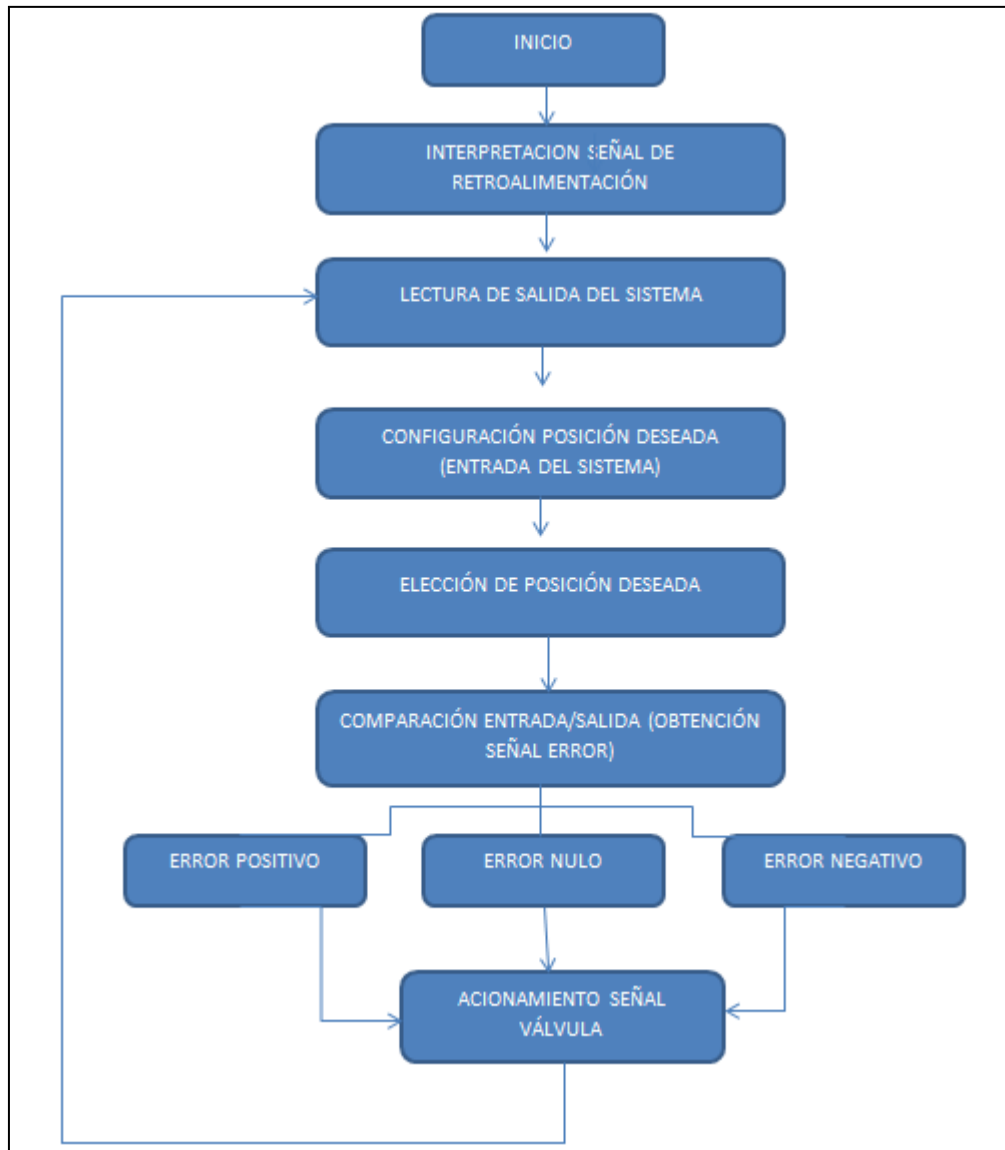 INICIO
INTERPRETACION SEÑAL DE
RETROALIMENTACIÓN
LECTURA DE SALIDA DEL SISTEMA
CONFIGURACIÓN POSICIÓN DESEADA
(ENTRADA DEL SISTEMA)
ELECCIÓN DE POSICIÓN DESEADA
COMPARACIÓN ENTRADA/SALIDA (OBTENCIÓN
SEÑAL ERROR)
ERROR POSITIVO
ERROR NULO
ERROR NEGATIVO
ACIONAMIENTO SEÑAL
VÁLVULA